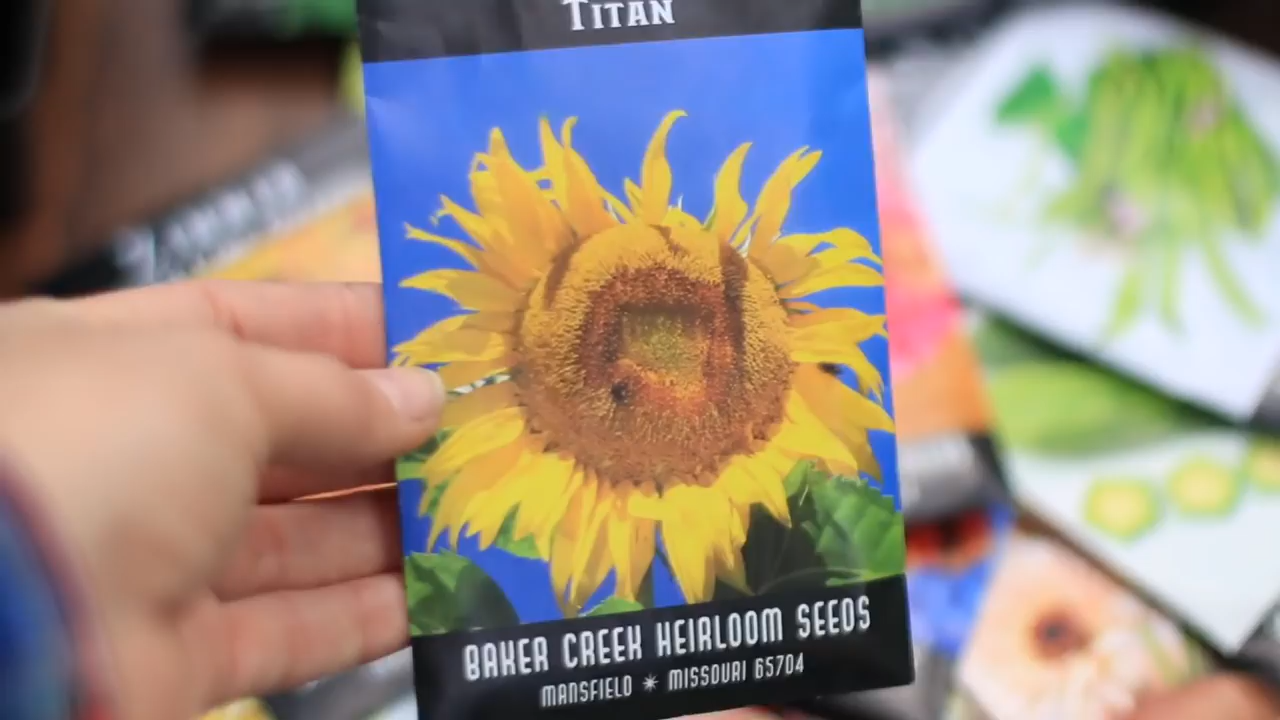 TITAN
BAKER CREEK HEIRLOOM SEEDS
MANSFIELD ✴ MISSOURI 65704